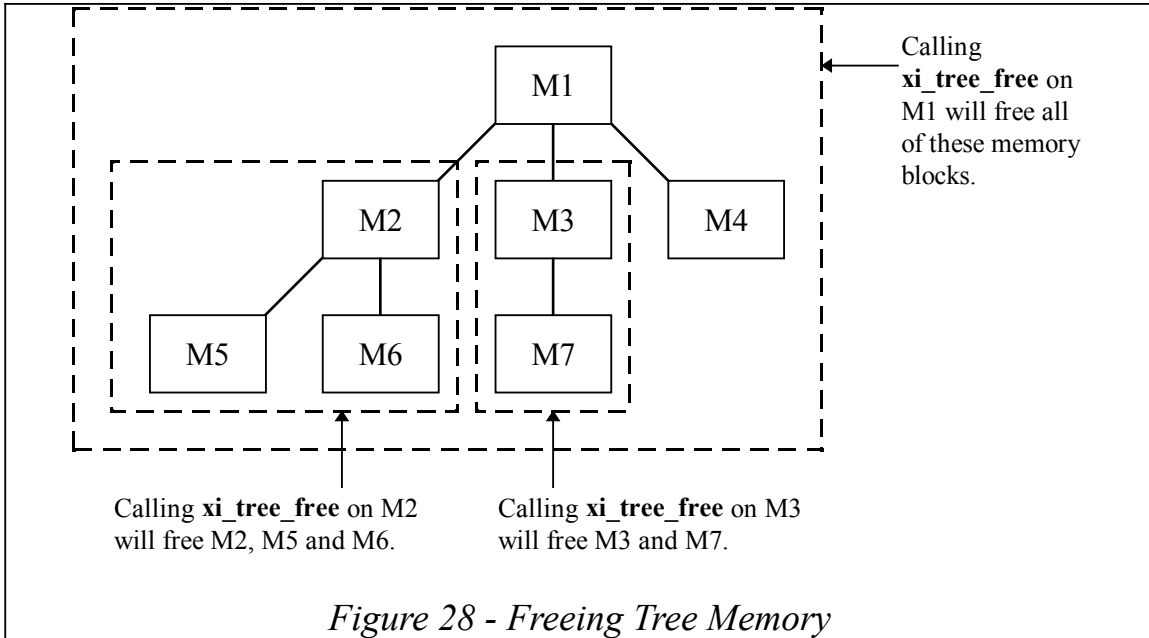 Calling
xi_tree_free on
M1 will free all
of these memory
blocks.
M1
M2
M3
M4
M5
M6
M7
Calling xi_tree_free on M2
will free M2, M5 and M6.
Calling xi_tree_free on M3
will free M3 and M7.
Figure 28 - Freeing Tree Memory